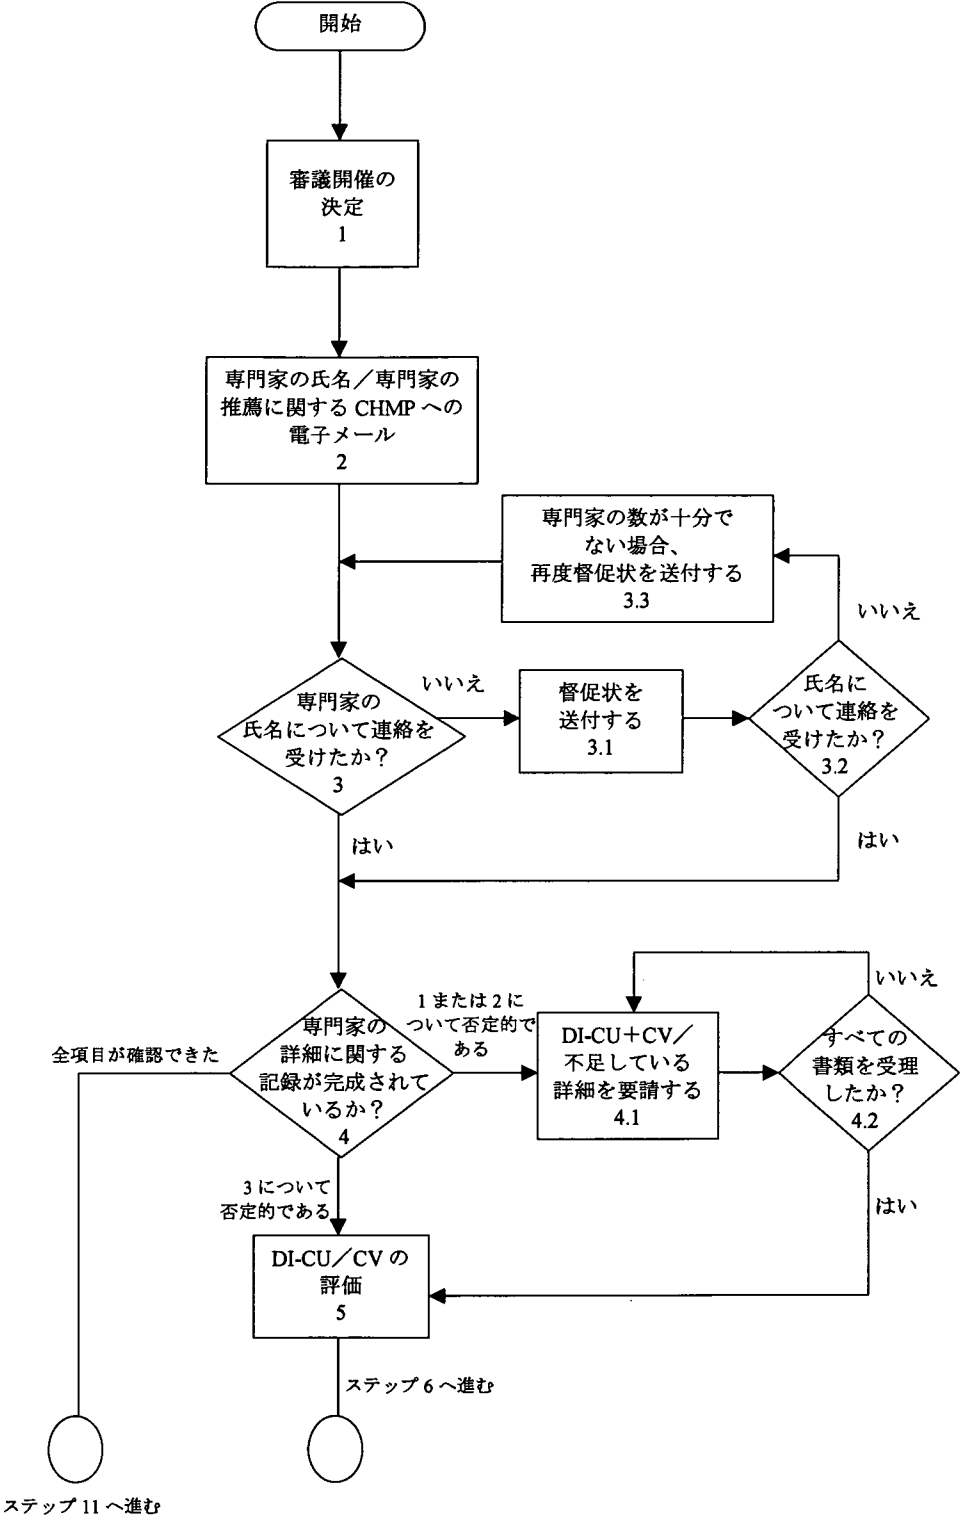 開始
審議開催の
決定
1
専門家の氏名／専門家の
推薦に関する CHMP への
電子メール
2
専門家の数が十分で
ない場合、
再度督促状を送付する
3.3
いいえ
専門家の
氏名について連絡を
受けたか？
3
いいえ
督促状を
送付する
3.1
氏名に
ついて連絡を
受けたか？
3.2
はい
はい
専門家の
詳細に関する
記録が完成されて
いるか？
4
全項目が確認できた
1 または 2 に
ついて否定的で
ある
DI-CU＋CV／
不足している
詳細を要請する
4.1
いいえ
すべての
書類を受理
したか？
4.2
はい
3 について
否定的である
DI-CU／CV の
評価
5
ステップ 6 へ進む
ステップ 11 へ進む